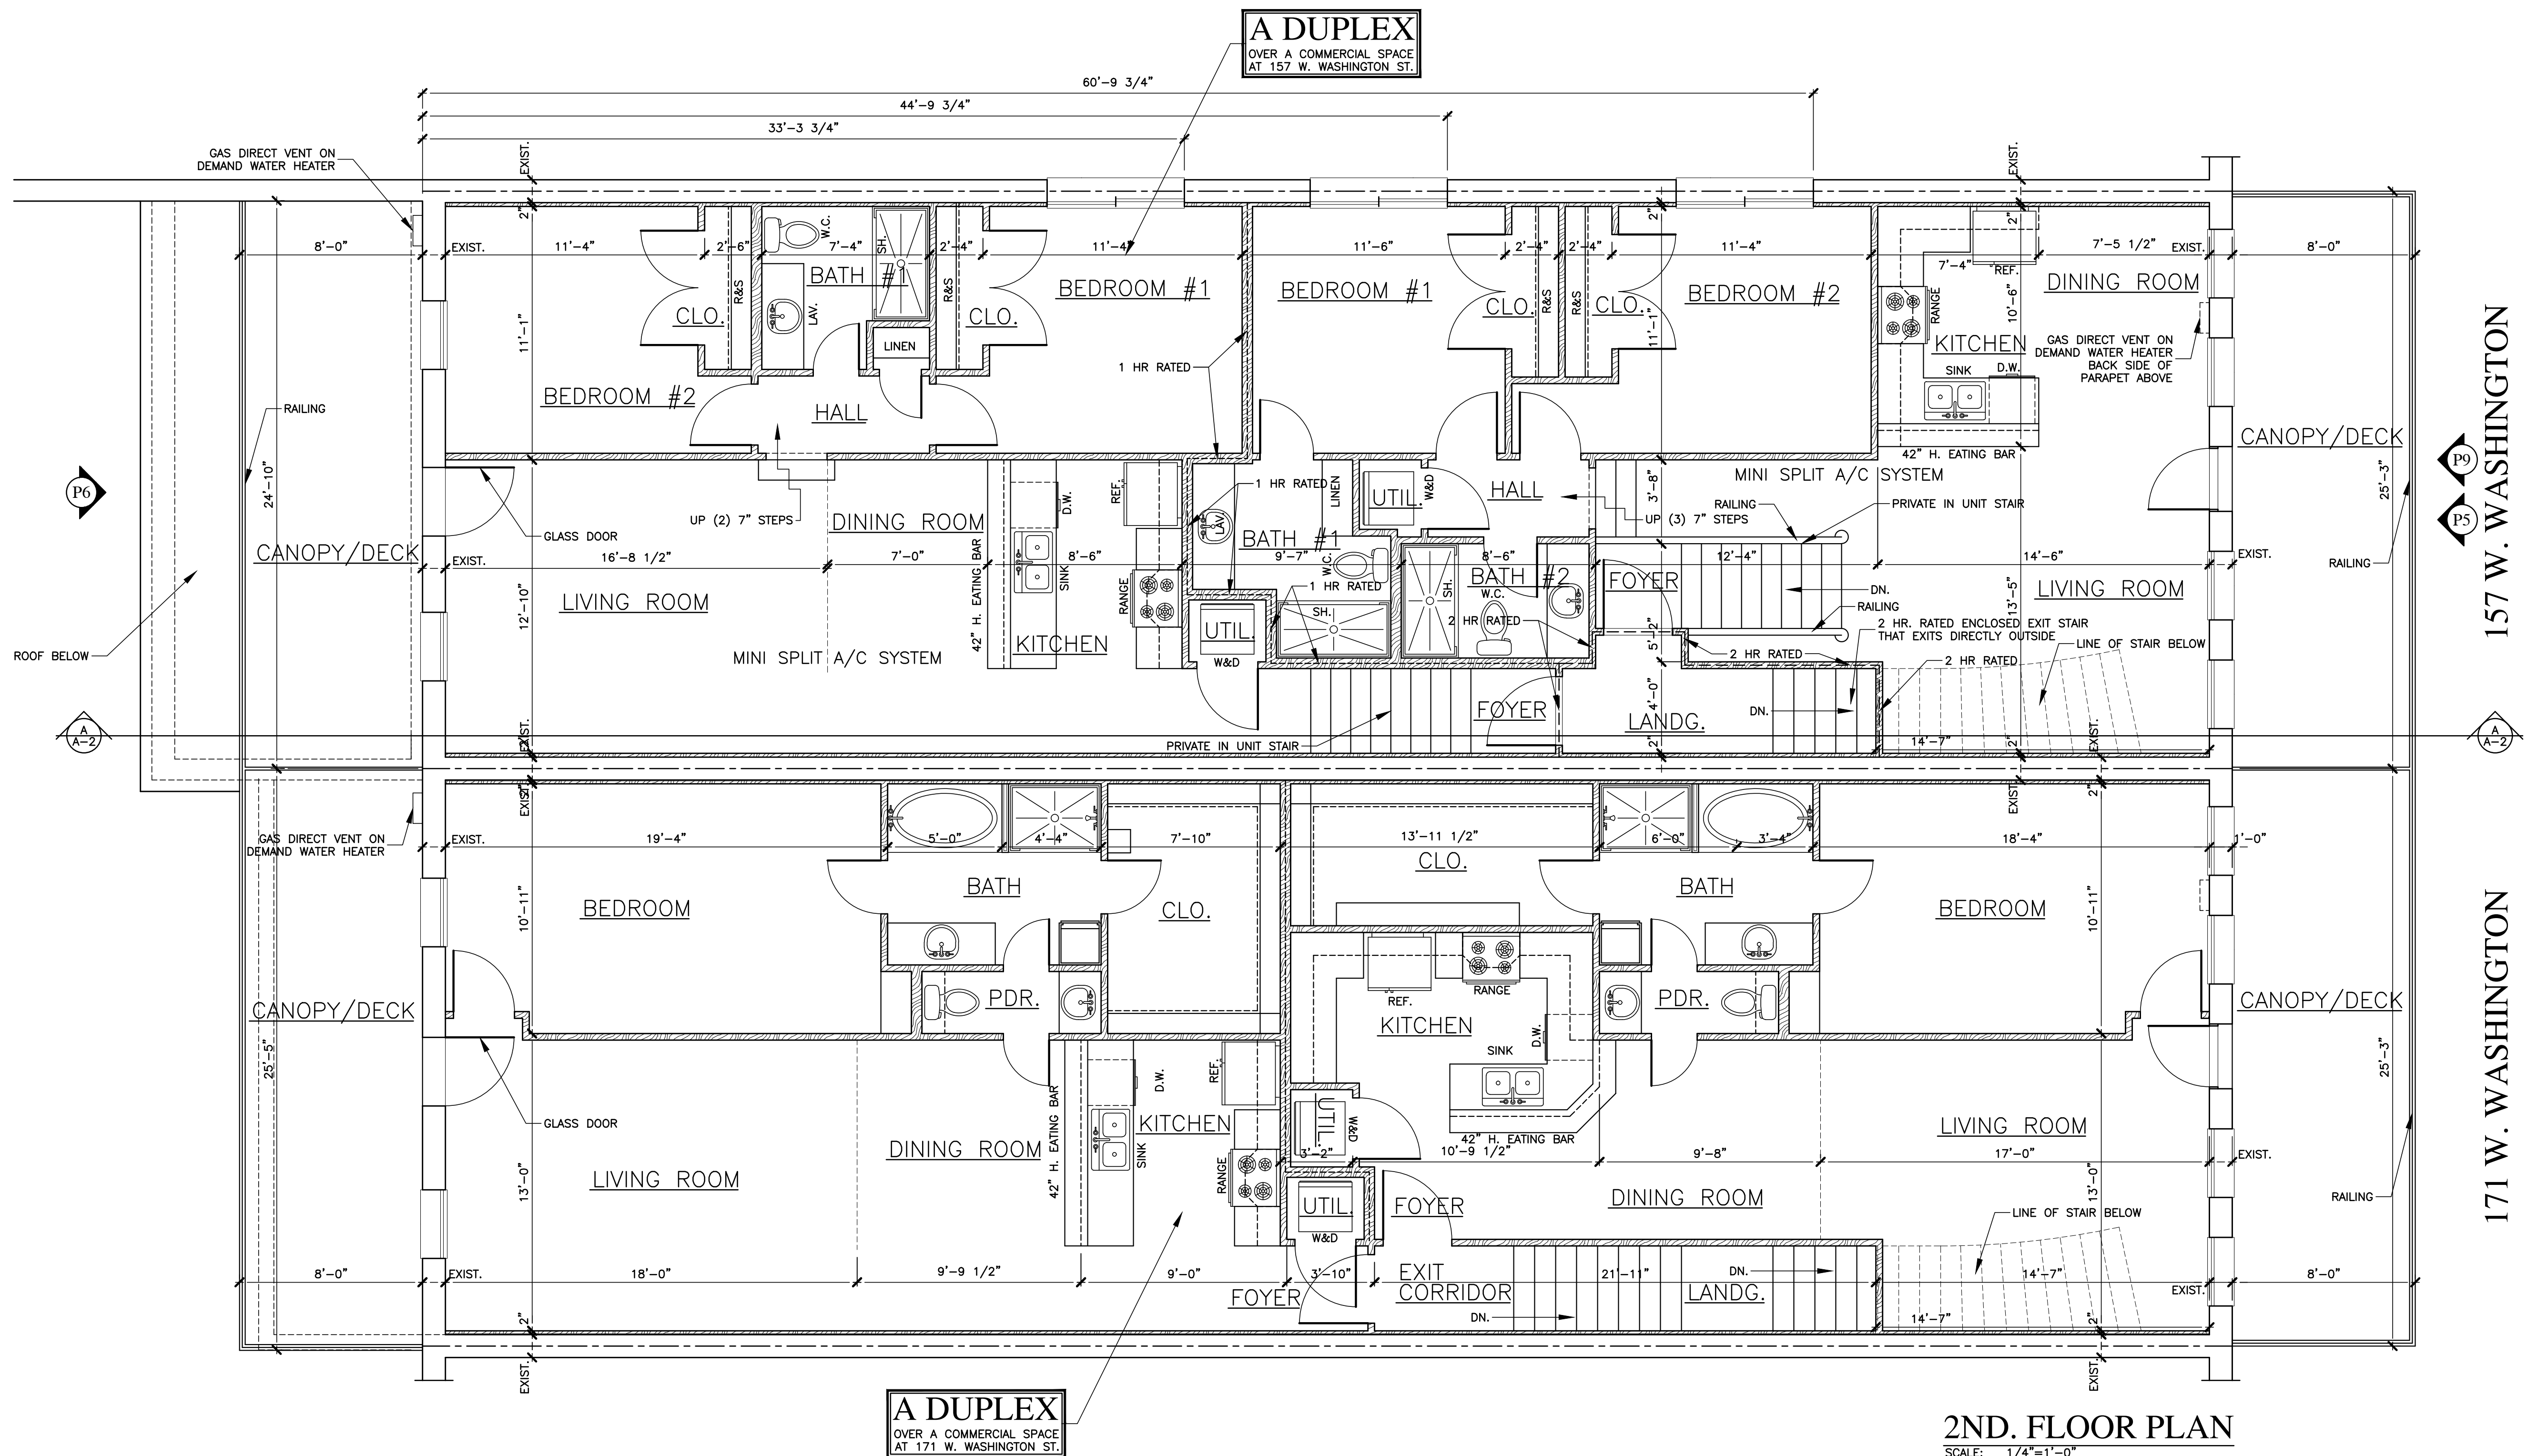 A DUPLEX
OVER A COMMERCIAL SPACE
AT 157 W. WASHINGTON ST.
60'-9 3/4"
44'-9 3/4"
33'-3 3/4"
GAS DIRECT VENT ON
DEMAND WATER HEATER
EXIST.
EXIST.
2"
2"
2"
8'-0"
EXIST.
11'-4"
2'-6"
7'-4"
2'-4"
11'-4"
11'-6"
2'-4"
2'-4"
11'-4"
7'-4"
7'-5 1/2"
EXIST.
8'-0"
W.C.
SH.
BATH #1
R&S
LAV.
R&S
CLO.
LINEN
CLO.
BEDROOM #1
BEDROOM #1
CLO.
R&S
R&S
CLO.
BEDROOM #2
11'-1"
REF.
RANGE
10'-6"
DINING ROOM
KITCHEN
SINK
D.W.
GAS DIRECT VENT ON
DEMAND WATER HEATER
BACK SIDE OF
PARAPET ABOVE
42" H. EATING BAR
157 W. WASHINGTON
11'-1"
BEDROOM #2
HALL
1 HR RATED
RAILING
24'-10"
CANOPY/DECK
P6
P9
P5
CANOPY/DECK
25'-3"
RAILING
GLASS DOOR
UP (2) 7" STEPS
DINING ROOM
42" H. EATING BAR
D.W.
SINK
REF.
RANGE
1 HR RATED
LINEN
LAV.
BATH #1
W.C.
UTIL.
W&D
HALL
3'-8"
UP (3) 7" STEPS
MINI SPLIT A/C SYSTEM
RAILING
PRIVATE IN UNIT STAIR
EXIST.
16'-8 1/2"
7'-0"
8'-6"
9'-7"
8'-6"
12'-4"
14'-6"
EXIST.
LIVING ROOM
12'-10"
KITCHEN
MINI SPLIT A/C SYSTEM
UTIL.
W&D
1 HR RATED
SH.
SH.
BATH #2
W.C.
2 HR RATED
FOYER
5'-2"
DN.
RAILING
13'-5"
LIVING ROOM
2 HR. RATED ENCLOSED EXIT STAIR
THAT EXITS DIRECTLY OUTSIDE
2 HR RATED
2 HR RATED
LINE OF STAIR BELOW
ROOF BELOW
A
A-2
A
A-2
EXIST.
2"
PRIVATE IN UNIT STAIR
FOYER
LANDG.
4'-0"
2"
DN.
14'-7"
2"
EXIST.
EXIST.
2"
EXIST.
2"
GAS DIRECT VENT ON
DEMAND WATER HEATER
EXIST.
19'-4"
5'-0"
4'-4"
7'-10"
13'-11 1/2"
6'-0"
3'-4"
18'-4"
1'-0"
10'-11"
BEDROOM
BATH
CLO.
CLO.
BATH
BEDROOM
10'-11"
CANOPY/DECK
25'-5"
PDR.
REF.
RANGE
KITCHEN
SINK
D.W.
PDR.
CANOPY/DECK
25'-3"
RAILING
171 W. WASHINGTON
GLASS DOOR
LIVING ROOM
13'-0"
DINING ROOM
42" H. EATING BAR
D.W.
SINK
KITCHEN
REF.
RANGE
UTIL.
W&D
42" H. EATING BAR
3'-2"
10'-9 1/2"
9'-8"
17'-0"
EXIST.
LIVING ROOM
DINING ROOM
13'-0"
UTIL.
W&D
FOYER
LINE OF STAIR BELOW
8'-0"
EXIST.
18'-0"
9'-9 1/2"
9'-0"
3'-10"
21'-11"
14'-7"
8'-0"
FOYER
EXIT
CORRIDOR
DN.
LANDG.
DN.
14'-7"
EXIST.
2"
EXIST.
2"
EXIST.
A DUPLEX
OVER A COMMERCIAL SPACE
AT 171 W. WASHINGTON ST.
2ND. FLOOR PLAN
SCALE: 1/4"=1'-0"